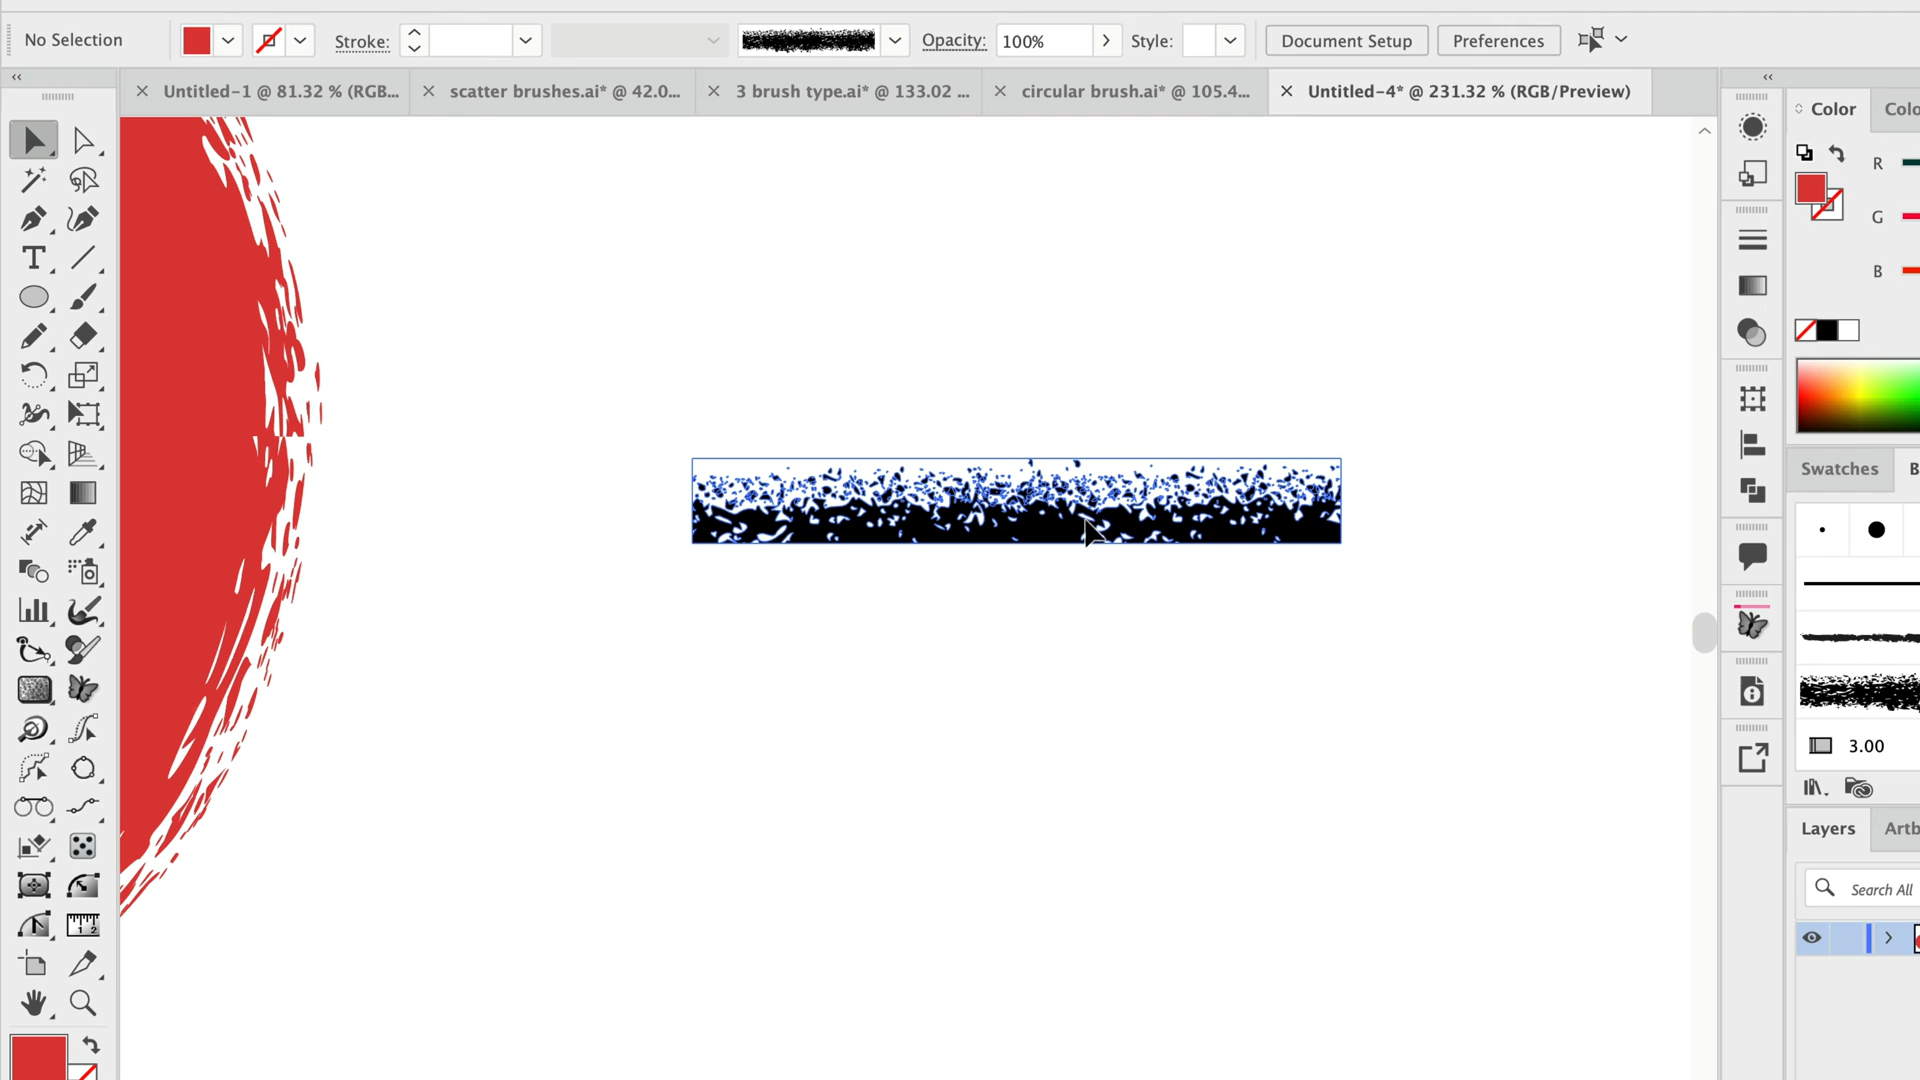 No Selection
Stroke:
Opacity:
100%
Style:
Document Setup
Preferences
Untitled-1 @ 81.32 % (RGB...
scatter brushes.ai* @ 42.0...
3 brush type.ai* @ 133.02 ...
circular brush.ai* @ 105.4...
Untitled-4* @ 231.32 % (RGB/Preview)
Color
Colo
R
G
B
Swatches
B
3.00
Layers
Artb
Search All